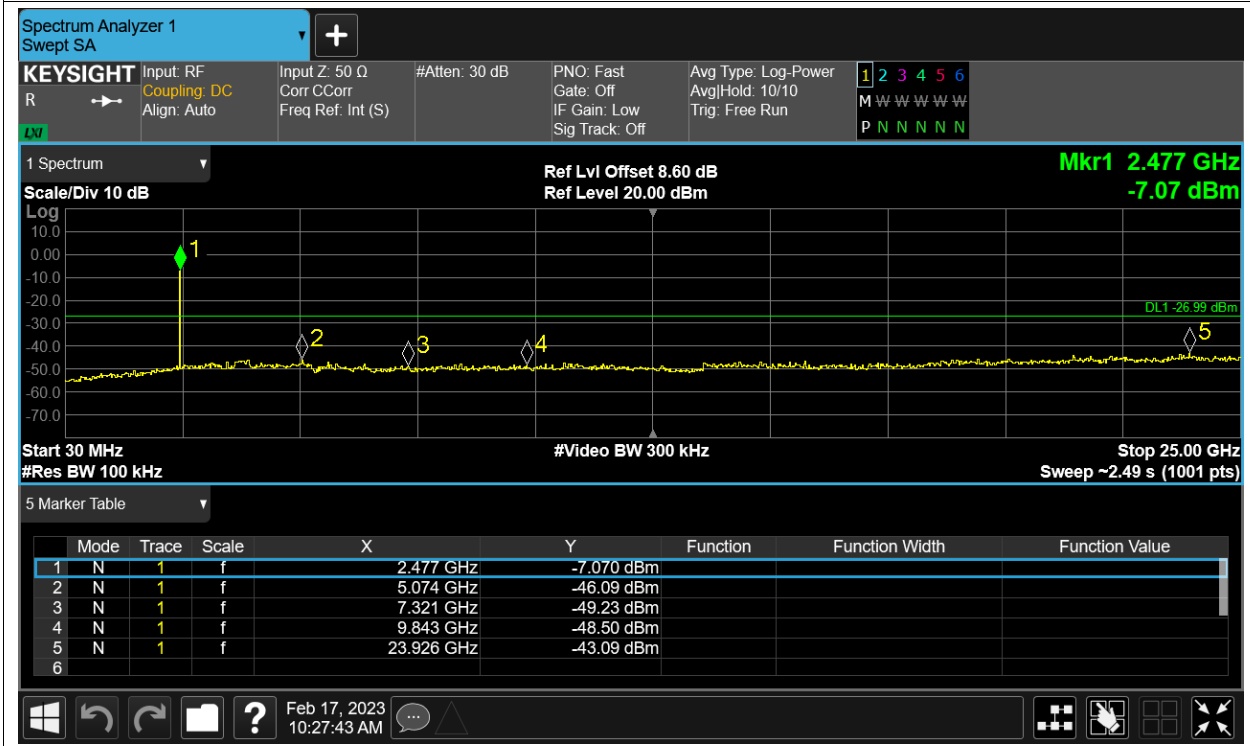 Spectrum Analyzer 1
Swept SA
+
KEYSIGHT
R
LXI
Input: RF
Coupling: DC
Align: Auto
Input Z: 50 Ω
Corr CCorr
Freq Ref: Int (S)
#Atten: 30 dB
PNO: Fast
Gate: Off
IF Gain: Low
Sig Track: Off
Avg Type: Log-Power
Avg|Hold: 10/10
Trig: Free Run
1 2 3 4 5 6
M W W W W W
P N N N N N
1 Spectrum
Scale/Div 10 dB
Ref Lvl Offset 8.60 dB
Ref Level 20.00 dBm
Mkr1 2.477 GHz
-7.07 dBm
Log
10.0
0.00
-10.0
-20.0
-30.0
-40.0
-50.0
-60.0
-70.0
1
2
3
4
5
DL1 -26.99 dBm
Start 30 MHz
#Res BW 100 kHz
#Video BW 300 kHz
Stop 25.00 GHz
Sweep ~2.49 s (1001 pts)
5 Marker Table
Mode Trace Scale X Y Function Function Width Function Value
1 N 1 f 2.477 GHz -7.070 dBm
2 N 1 f 5.074 GHz -46.09 dBm
3 N 1 f 7.321 GHz -49.23 dBm
4 N 1 f 9.843 GHz -48.50 dBm
5 N 1 f 23.926 GHz -43.09 dBm
6
?
Feb 17, 2023
10:27:43 AM